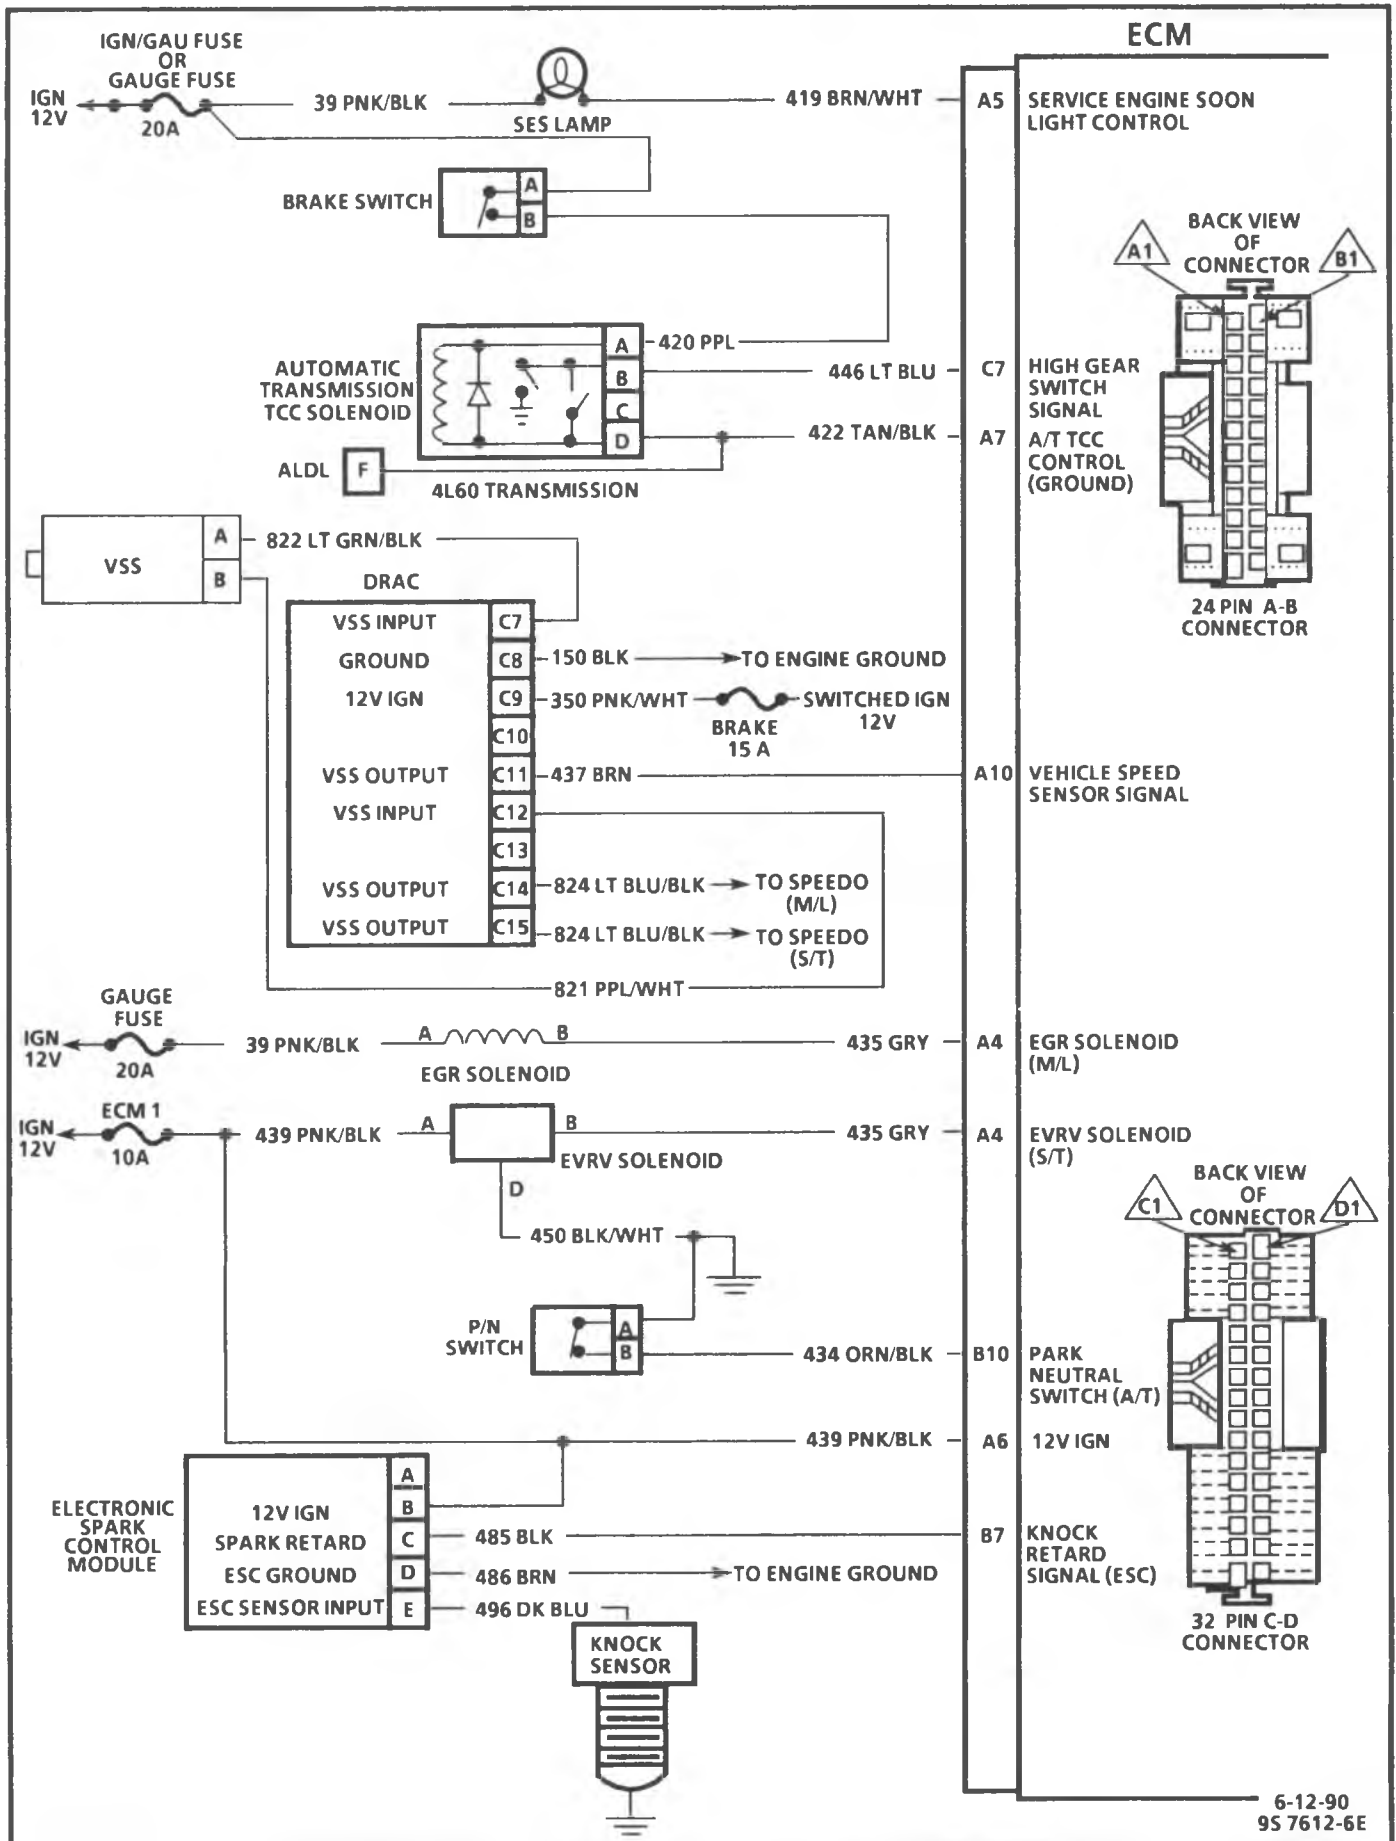 ECM
IGN/GAU FUSE
OR
GAUGE FUSE
IGN
12V
20A
39 PNK/BLK
SES LAMP
419 BRN/WHT
A5
SERVICE ENGINE SOON
LIGHT CONTROL
BRAKE SWITCH
A
B
BACK VIEW
OF
CONNECTOR
A1
B1
AUTOMATIC
TRANSMISSION
TCC SOLENOID
A
B
C
D
420 PPL
446 LT BLU
C7
HIGH GEAR
SWITCH
SIGNAL
422 TAN/BLK
A7
A/T TCC
CONTROL
(GROUND)
ALDL
F
4L60 TRANSMISSION
24 PIN A-B
CONNECTOR
VSS
A
B
822 LT GRN/BLK
DRAC
VSS INPUT
C7
GROUND
C8
150 BLK
TO ENGINE GROUND
12V IGN
C9
350 PNK/WHT
SWITCHED IGN
12V
BRAKE
15 A
C10
VSS OUTPUT
C11
437 BRN
A10
VEHICLE SPEED
SENSOR SIGNAL
VSS INPUT
C12
C13
VSS OUTPUT
C14
824 LT BLU/BLK
TO SPEEDO
(M/L)
VSS OUTPUT
C15
824 LT BLU/BLK
TO SPEEDO
(S/T)
821 PPL/WHT
GAUGE
FUSE
IGN
12V
20A
39 PNK/BLK
A
B
EGR SOLENOID
435 GRY
A4
EGR SOLENOID
(M/L)
ECM 1
IGN
12V
10A
439 PNK/BLK
A
B
EVRV SOLENOID
D
435 GRY
A4
EVRV SOLENOID
(S/T)
BACK VIEW
OF
CONNECTOR
C1
D1
450 BLK/WHT
P/N
SWITCH
A
B
434 ORN/BLK
B10
PARK
NEUTRAL
SWITCH (A/T)
439 PNK/BLK
A6
12V IGN
ELECTRONIC
SPARK
CONTROL
MODULE
A
12V IGN
B
SPARK RETARD
C
485 BLK
B7
KNOCK
RETARD
SIGNAL (ESC)
ESC GROUND
D
486 BRN
TO ENGINE GROUND
ESC SENSOR INPUT
E
496 DK BLU
KNOCK
SENSOR
32 PIN C-D
CONNECTOR
6-12-90
9S 7612-6E